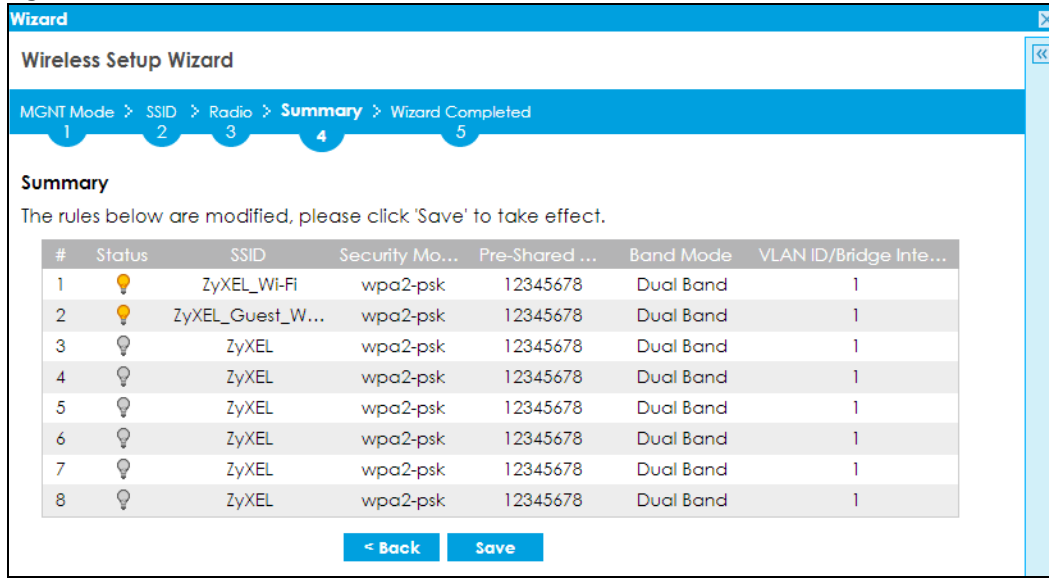 Wizard
Wireless Setup Wizard
MGNT Mode > SSID > Radio > Summary > Wizard Completed
1 2 3 4 5
Summary
The rules below are modified, please click 'Save' to take effect.
# Status SSID Security Mo... Pre-Shared ... Band Mode VLAN ID/Bridge Inte...
1 ZyXEL_Wi-Fi wpa2-psk 12345678 Dual Band 1
2 ZyXEL_Guest_W... wpa2-psk 12345678 Dual Band 1
3 ZyXEL wpa2-psk 12345678 Dual Band 1
4 ZyXEL wpa2-psk 12345678 Dual Band 1
5 ZyXEL wpa2-psk 12345678 Dual Band 1
6 ZyXEL wpa2-psk 12345678 Dual Band 1
7 ZyXEL wpa2-psk 12345678 Dual Band 1
8 ZyXEL wpa2-psk 12345678 Dual Band 1
< Back Save